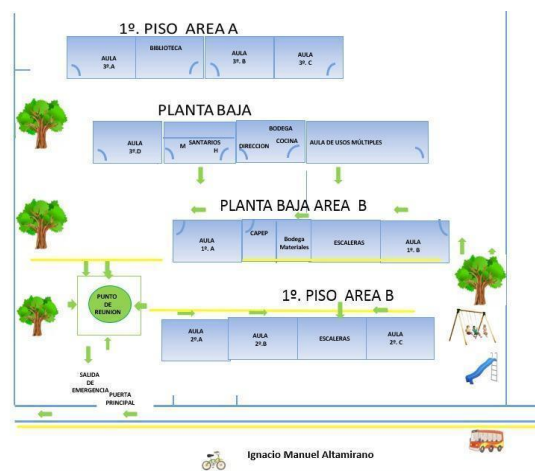 1º. PISO AREA A
AULA
3º.A
BIBLIOTECA
AULA
3º. B
AULA
3º. C
PLANTA BAJA
AULA
3º.D
SANTARIOS
M H
BODEGA
DIRECCION
COCINA
AULA DE USOS MÚLTIPLES
PLANTA BAJA AREA B
AULA
1º. A
CAPEP
Bodega
Materiales
ESCALERAS
AULA
1º. B
PUNTO
DE
REUNION
1º. PISO AREA B
AULA
2º.A
AULA
2º.B
ESCALERAS
AULA
2º. C
SALIDA
DE
EMERGENCIA
PUERTA
PRINCIPAL
Ignacio Manuel Altamirano